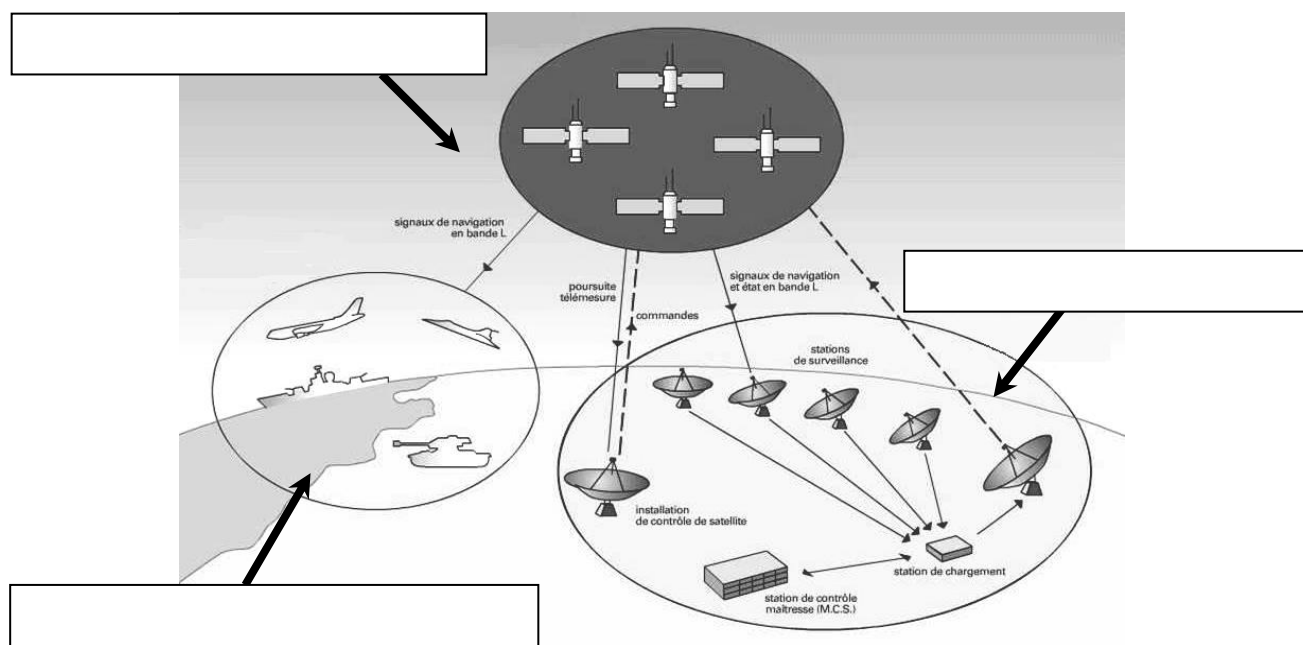 signaux de navigation
en bande L
poursuite
télémesure
commandes
signaux de navigation
et état en bande L
stations
de surveillance
installation
de contrôle de satellite
station de chargement
station de contrôle
maîtresse (M.C.S.)